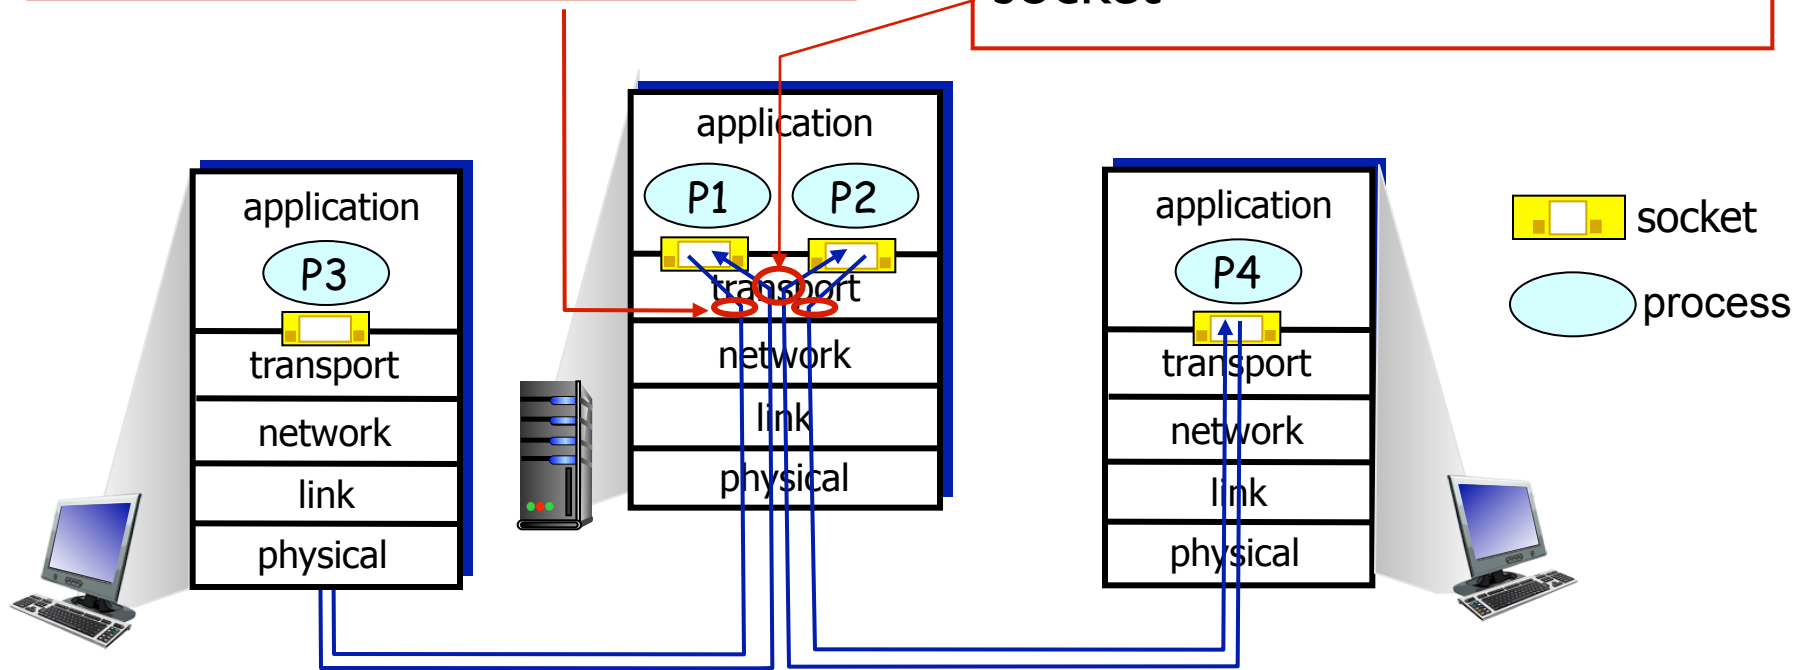 socket
application
P1 P2
transport
network
link
physical
application
P3
transport
network
link
physical
application
P4
transport
network
link
physical
socket
process